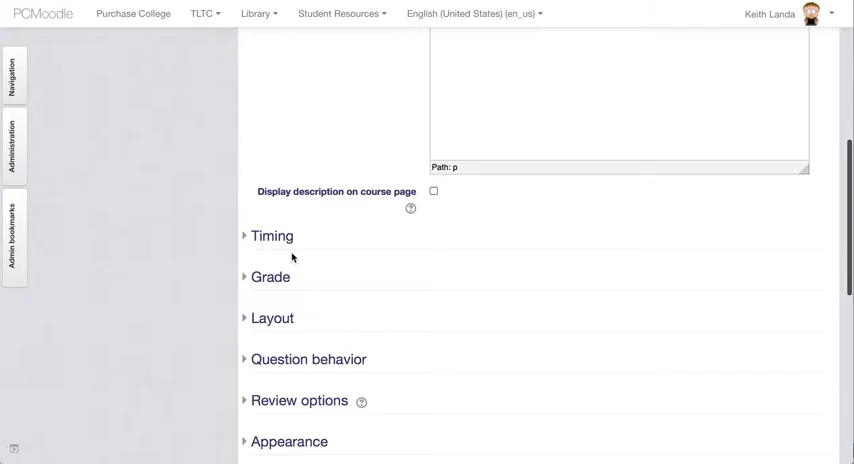 PCMoodle Purchase College TLTC Library Student Resources English (United States) (en_us) Keith Landa
Navigation
Administration
Admin bookmarks
Path: p
Display description on course page
Timing
Grade
Layout
Question behavior
Review options
Appearance